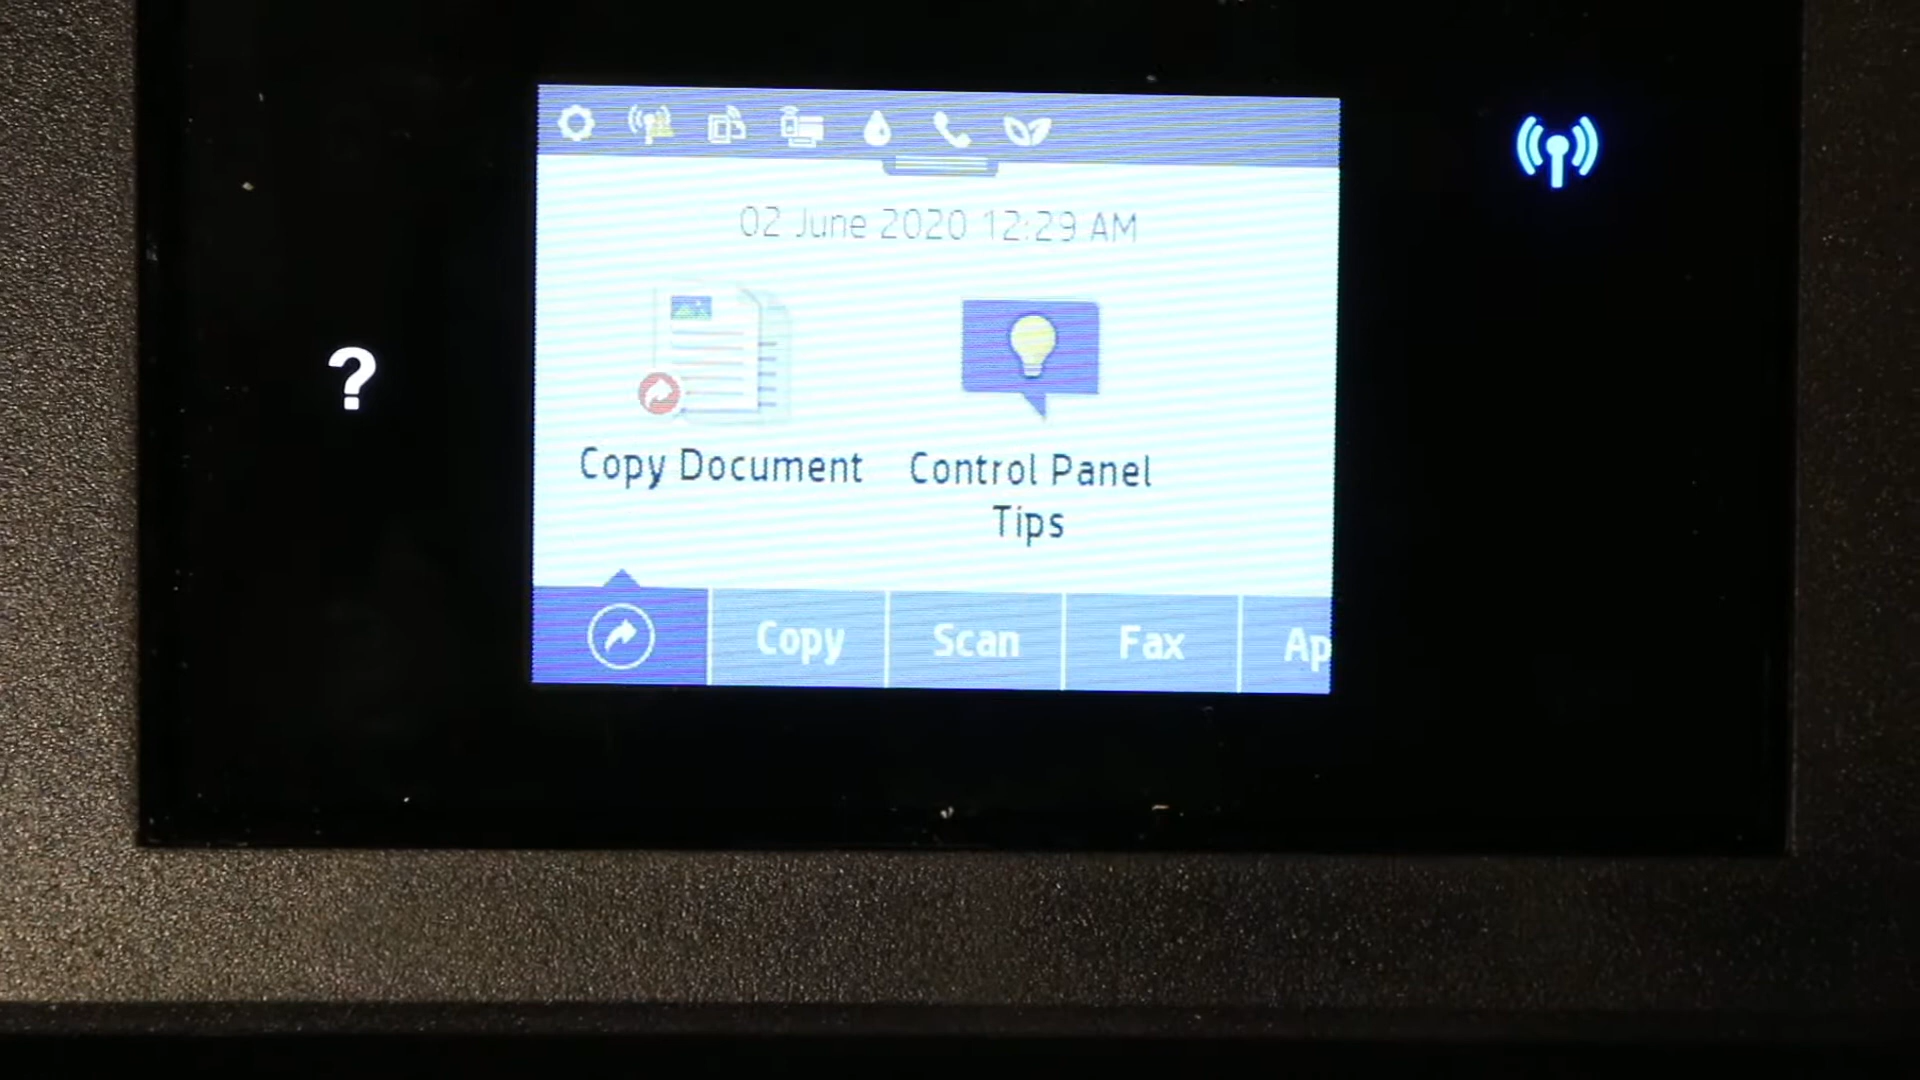 02 June 2020 12:29 AM
?
Copy Document
Control Panel
Tips
Copy
Scan
Fax
Ap